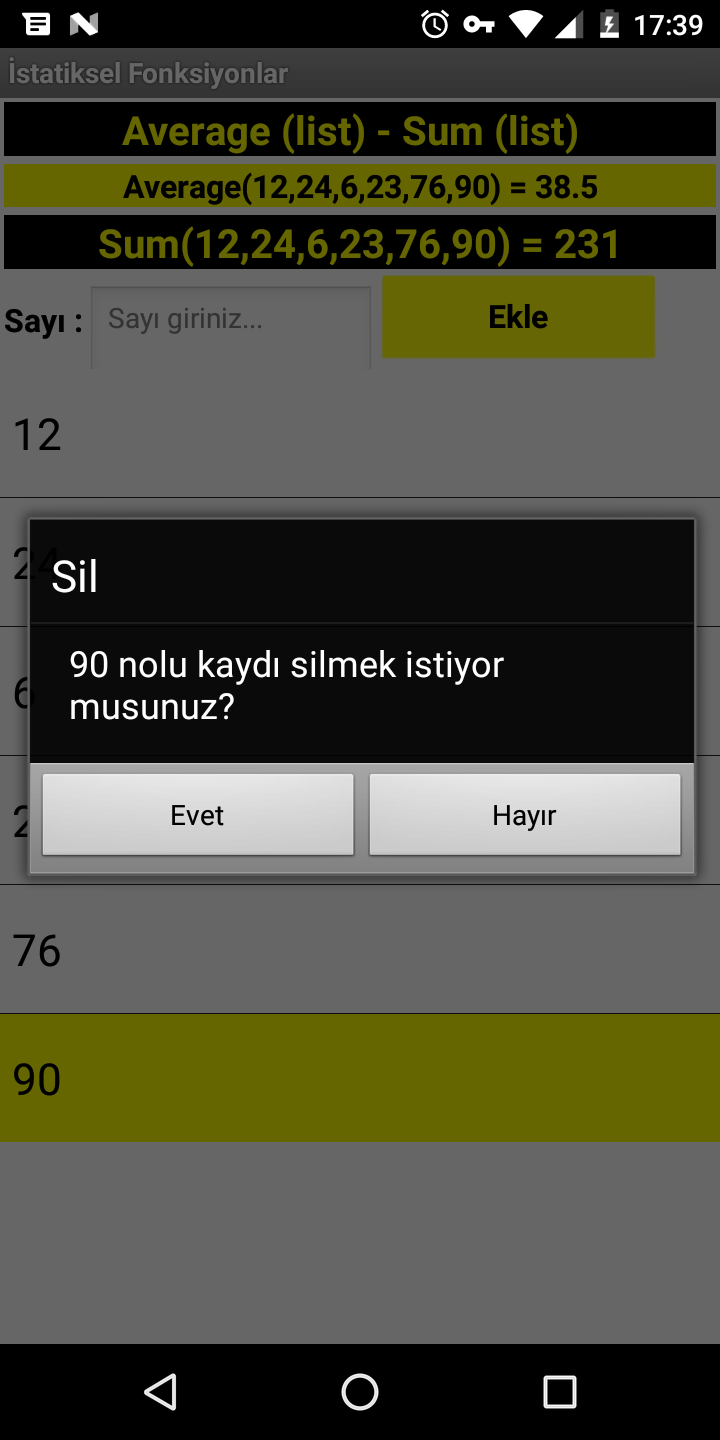 17:39
İstatiksel Fonksiyonlar
Average (list) - Sum (list)
Average(12,24,6,23,76,90) = 38.5
Sum(12,24,6,23,76,90) = 231
Sayı : Sayı giriniz... Ekle
12
24
Sil
90 nolu kaydı silmek istiyor
musunuz?
6
2
Evet Hayır
76
90